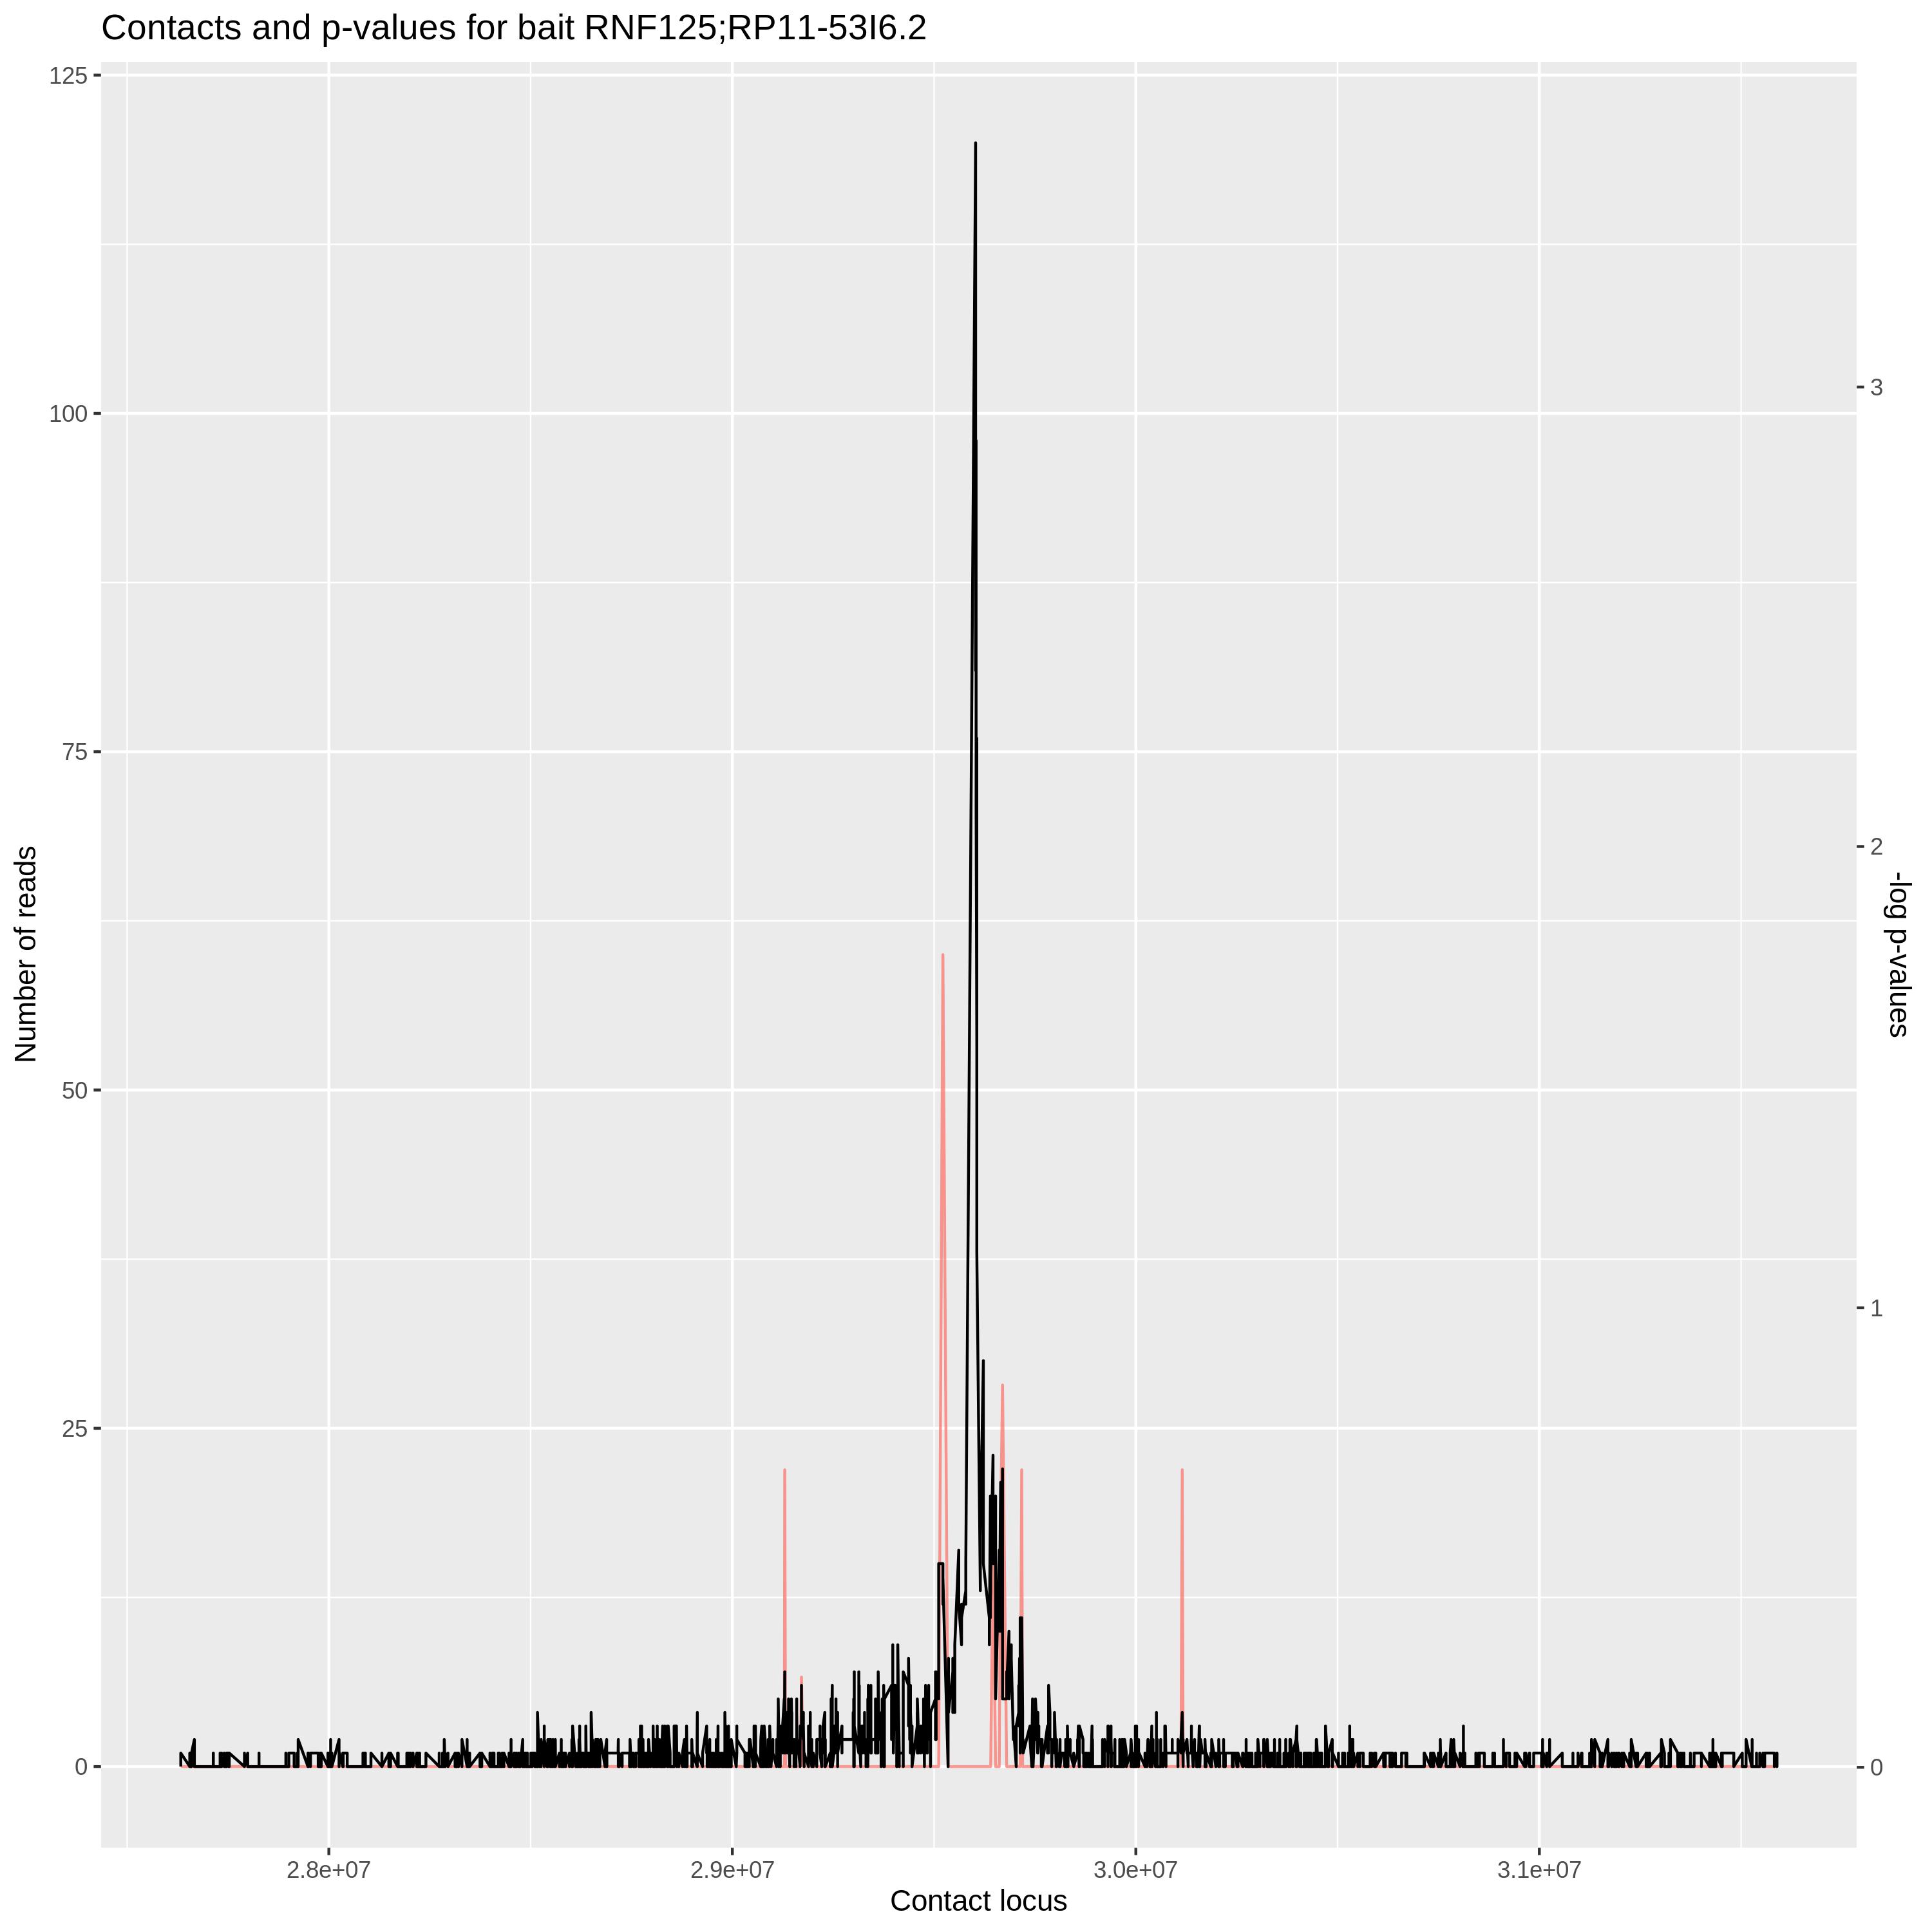 Contacts and p-values for bait RNF125;RP11-53I6.2
125
100
75
50
25
0
Number of reads
3
2
1
0
-log p-values
2.8e+07
2.9e+07
3.0e+07
3.1e+07
Contact locus